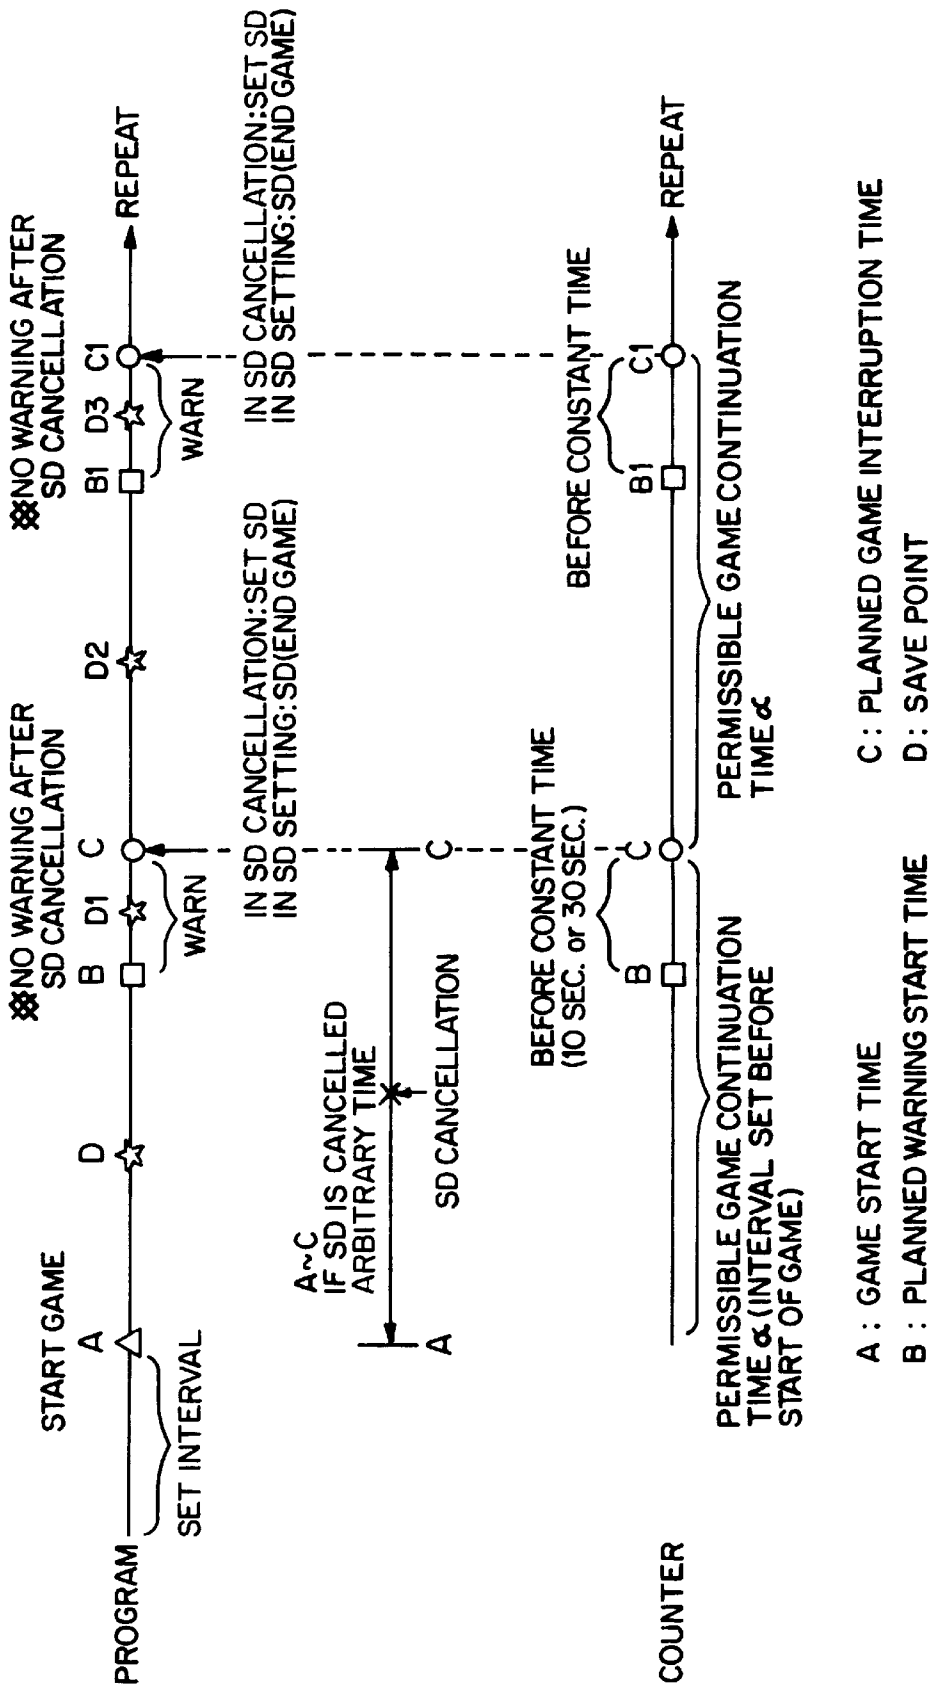 ※NO WARNING AFTER
SD CANCELLATION
※NO WARNING AFTER
SD CANCELLATION
START GAME
A
D
B
D1
C
D2
B1
D3
C1
PROGRAM
REPEAT
SET INTERVAL
WARN
WARN
IN SD CANCELLATION:SET SD
IN SD SETTING:SD(END GAME)
IN SD CANCELLATION:SET SD
IN SD SETTING:SD(END GAME)
A~C
IF SD IS CANCELLED
ARBITRARY TIME
A
SD CANCELLATION
C
BEFORE CONSTANT TIME
(10 SEC. or 30 SEC.)
BEFORE CONSTANT TIME
B
C
B1
C1
COUNTER
REPEAT
PERMISSIBLE GAME CONTINUATION
TIME α (INTERVAL SET BEFORE
START OF GAME)
PERMISSIBLE GAME CONTINUATION
TIME α
A : GAME START TIME
B : PLANNED WARNING START TIME
C : PLANNED GAME INTERRUPTION TIME
D : SAVE POINT